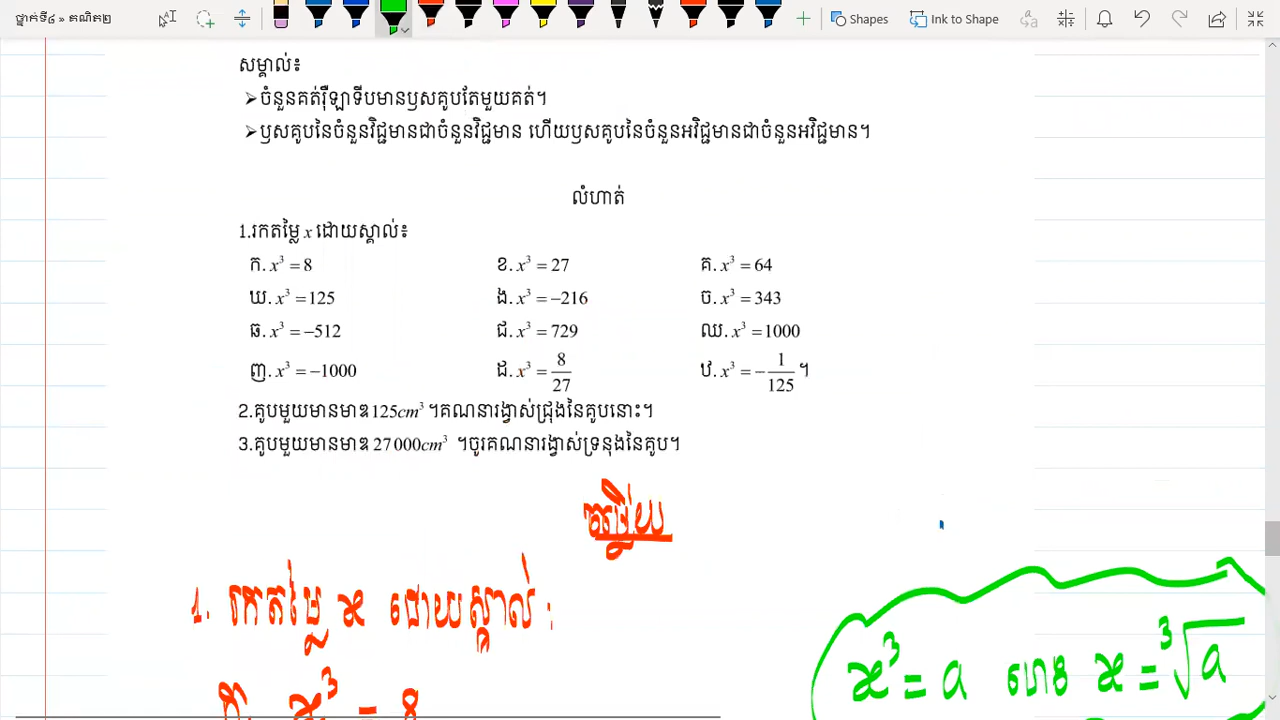 ថ្នាក់ទី៨ » គណិត២
Shapes
Ink to Shape
សម្គាល់៖
➢ចំនួនគត់រ៉ឺឡាទីបមានឫសគូបតែមួយគត់។
➢ឫសគូបនៃចំនួនវិជ្ជមានជាចំនួនវិជ្ជមាន ហើយឫសគូបនៃចំនួនអវិជ្ជមានជាចំនួនអវិជ្ជមាន។
លំហាត់
1.រកតម្លៃ x ដោយស្គាល់៖
ក. x³ = 8 ខ. x³ = 27 គ. x³ = 64
ឃ. x³ = 125 ង. x³ = −216 ច. x³ = 343
ឆ. x³ = −512 ជ. x³ = 729 ឈ. x³ = 1000
ញ. x³ = −1000 ដ. x³ = 8/27 ឋ. x³ = −1/125 ។
2.គូបមួយមានមាឌ 125cm³ ។គណនារង្វាស់ជ្រុងនៃគូបនោះ។
3.គូបមួយមានមាឌ 27 000cm³ ។ចូរគណនារង្វាស់ទ្រនុងនៃគូប។
ចម្លើយ
1. រកតម្លៃ x ដោយស្គាល់ :
x³ = a នោះ x = ³√a
ក. x³ = 8